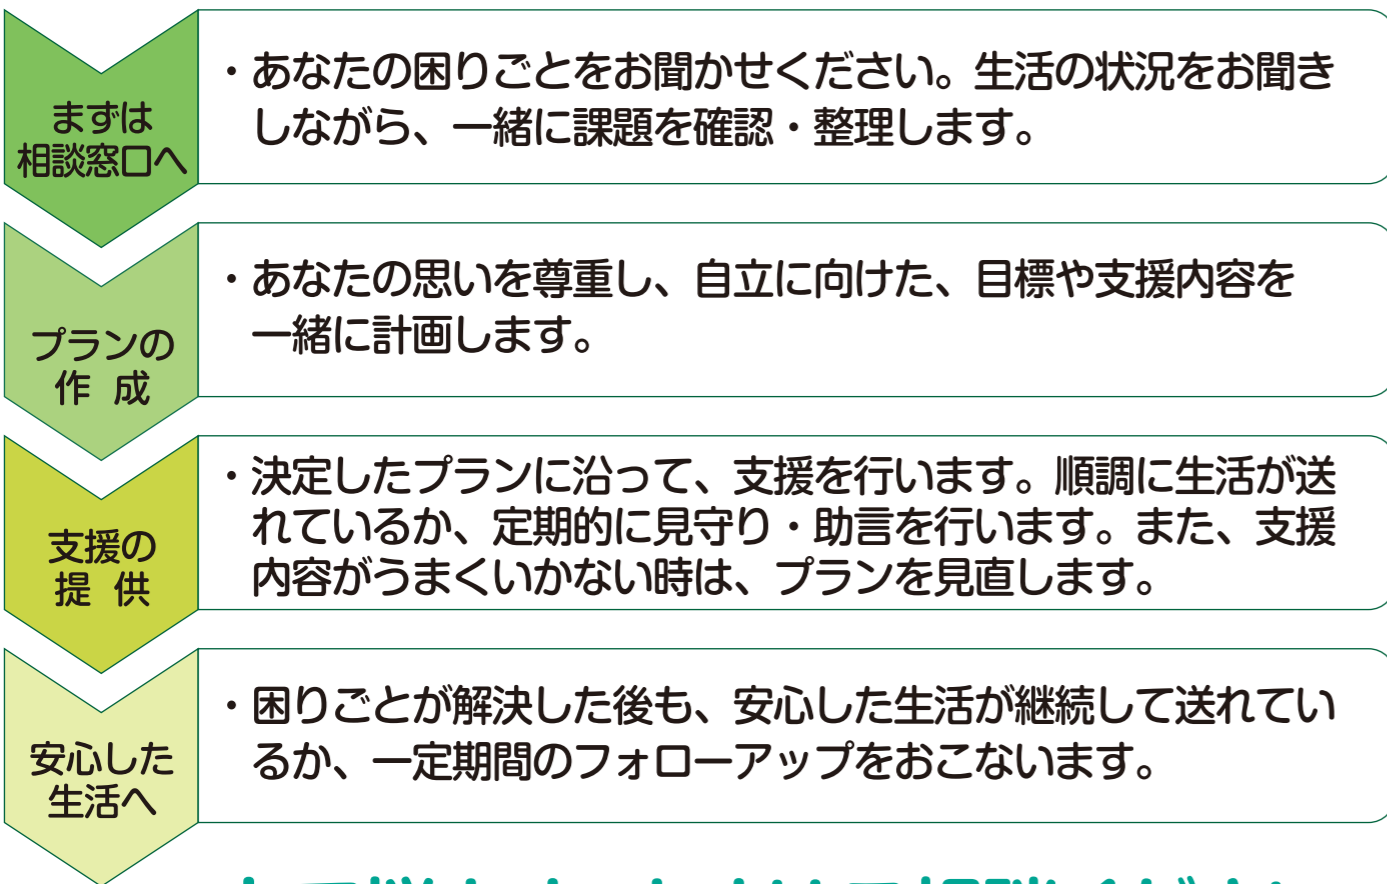 まずは
相談窓口へ
・あなたの困りごとをお聞かせください。生活の状況をお聞き
しながら、一緒に課題を確認・整理します。
プランの
作 成
・あなたの思いを尊重し、自立に向けた、目標や支援内容を
一緒に計画します。
支援の
提 供
・決定したプランに沿って、支援を行います。順調に生活が送
れているか、定期的に見守り・助言を行います。また、支援
内容がうまくいかない時は、プランを見直します。
安心した
生活へ
・困りごとが解決した後も、安心した生活が継続して送れてい
るか、一定期間のフォローアップをおこないます。